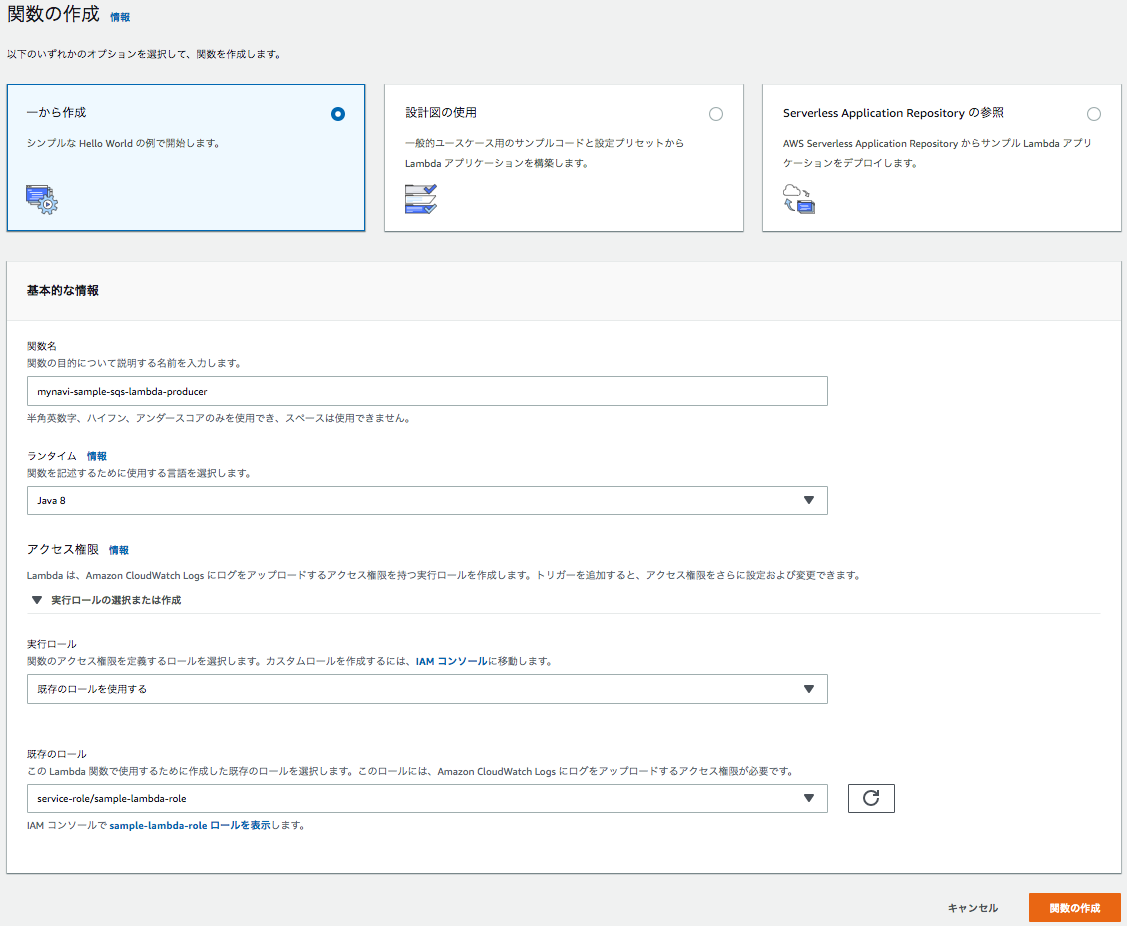 関数の作成 情報
以下のいずれかのオプションを選択して、関数を作成します。
一から作成
シンプルな Hello World の例で開始します。
設計図の使用
一般的ユースケース用のサンプルコードと設定プリセットから
Lambda アプリケーションを構築します。
Serverless Application Repository の参照
AWS Serverless Application Repository からサンプル Lambda アプリ
ケーションをデプロイします。
基本的な情報
関数名
関数の目的について説明する名前を入力します。
mynavi-sample-sqs-lambda-producer
半角英数字、ハイフン、アンダースコアのみを使用でき、スペースは使用できません。
ランタイム 情報
関数を記述するために使用する言語を選択します。
Java 8
アクセス権限 情報
Lambda は、Amazon CloudWatch Logs にログをアップロードするアクセス権限を持つ実行ロールを作成します。トリガーを追加すると、アクセス権限をさらに設定および変更できます。
実行ロールの選択または作成
実行ロール
関数のアクセス権限を定義するロールを選択します。カスタムロールを作成するには、IAM コンソールに移動します。
既存のロールを使用する
既存のロール
この Lambda 関数で使用するために作成した既存のロールを選択します。このロールには、Amazon CloudWatch Logs にログをアップロードするアクセス権限が必要です。
service-role/sample-lambda-role
IAM コンソールで sample-lambda-role ロールを表示します。
キャンセル 関数の作成